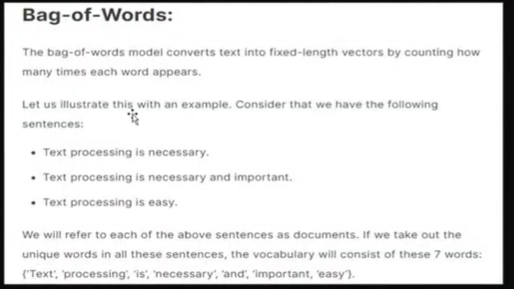 Bag-of-Words:
The bag-of-words model converts text into fixed-length vectors by counting how
many times each word appears.
Let us illustrate this with an example. Consider that we have the following
sentences:
• Text processing is necessary.
• Text processing is necessary and important.
• Text processing is easy.
We will refer to each of the above sentences as documents. If we take out the
unique words in all these sentences, the vocabulary will consist of these 7 words:
{'Text', 'processing', 'is', 'necessary', 'and', 'important, 'easy'}.